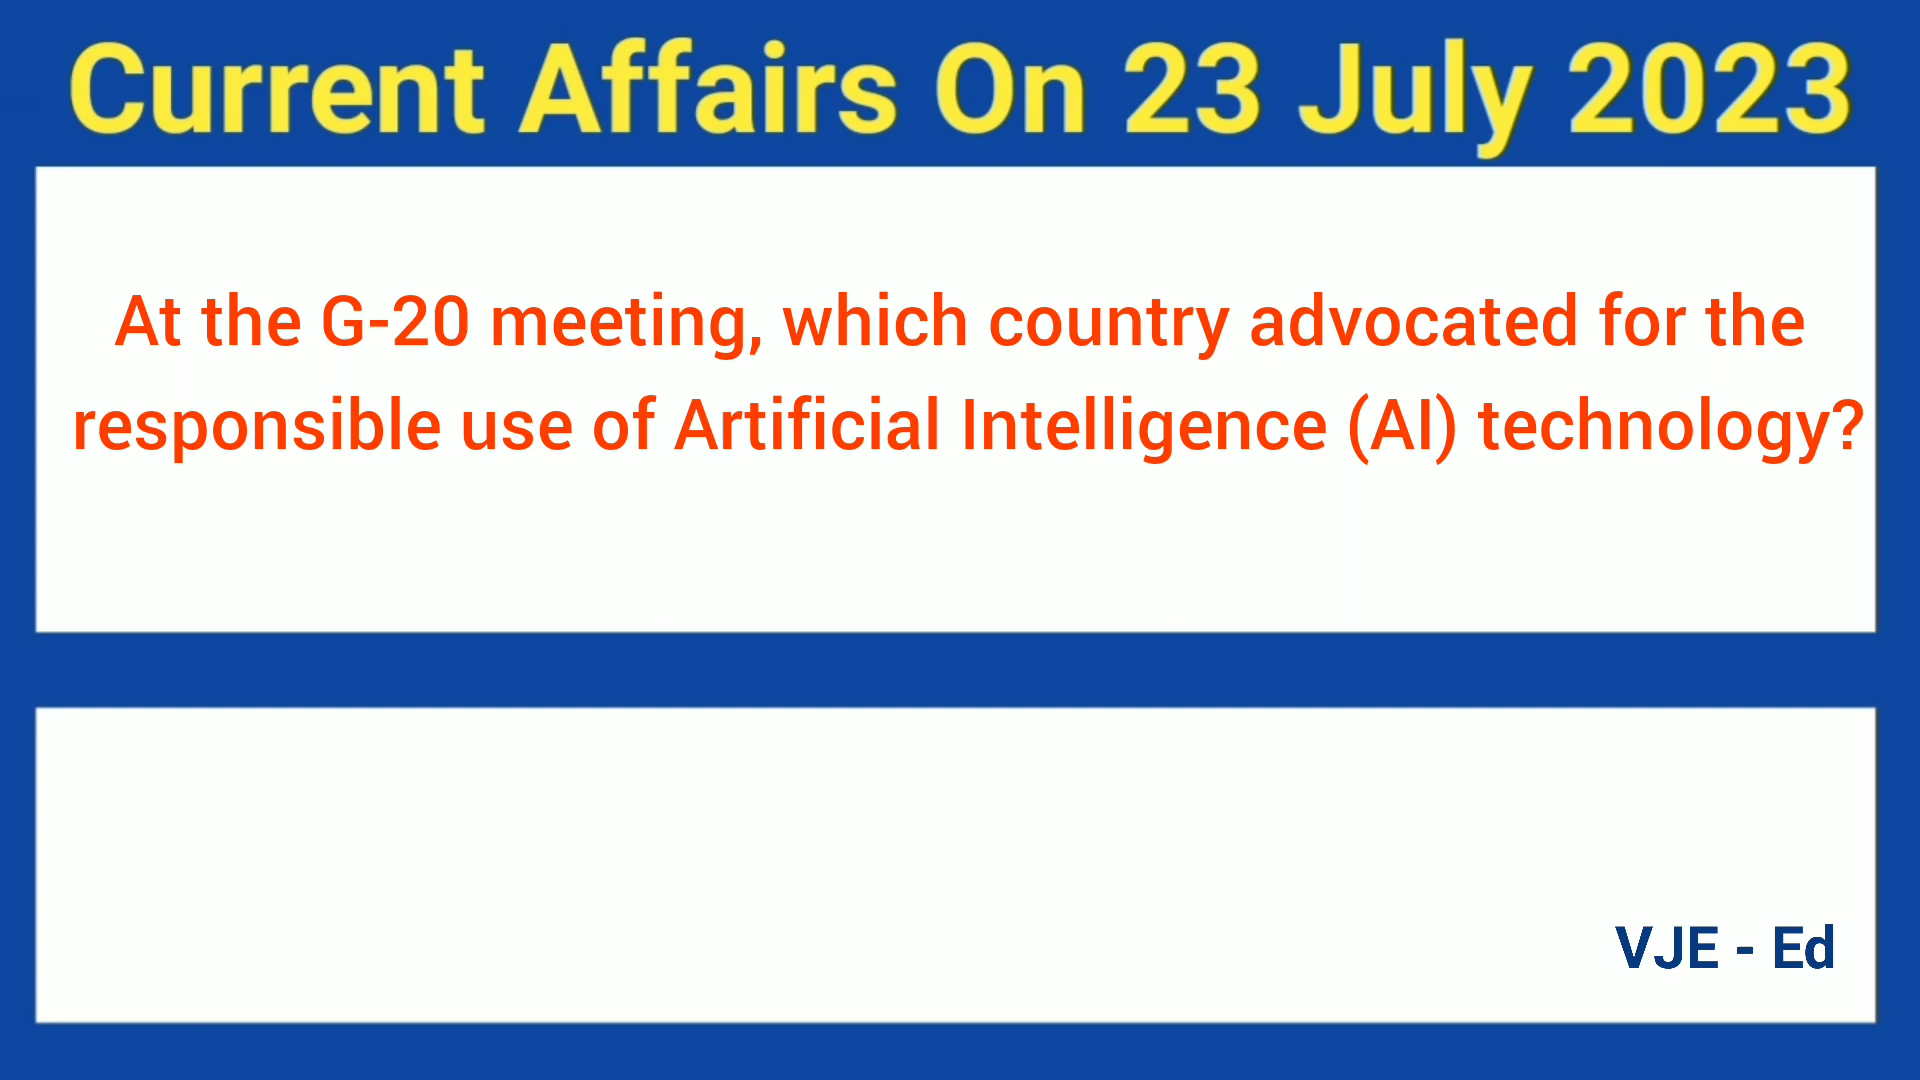 Current Affairs On 23 July 2023
At the G-20 meeting, which country advocated for the
responsible use of Artificial Intelligence (AI) technology?
VJE - Ed